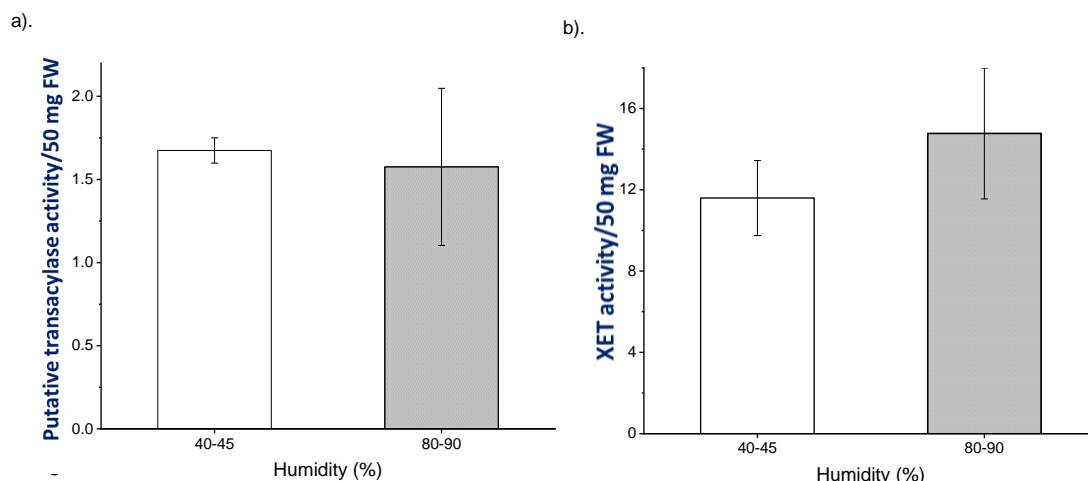 a).
Putative transacylase activity/50 mg FW
2.0
1.5
1.0
0.5
0.0
40-45
80-90
Humidity (%)
b).
XET activity/50 mg FW
16
12
8
4
0
40-45
80-90
Humidity (%)